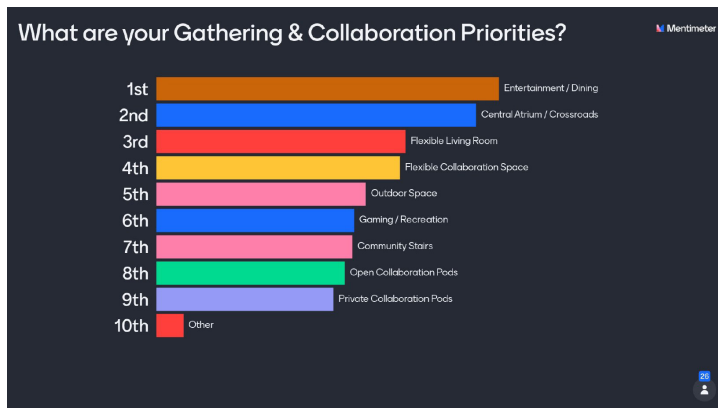 What are your Gathering & Collaboration Priorities?
Mentimeter
1st Entertainment / Dining
2nd Central Atrium / Crossroads
3rd Flexible Living Room
4th Flexible Collaboration Space
5th Outdoor Space
6th Gaming / Recreation
7th Community Stairs
8th Open Collaboration Pods
9th Private Collaboration Pods
10th Other
26